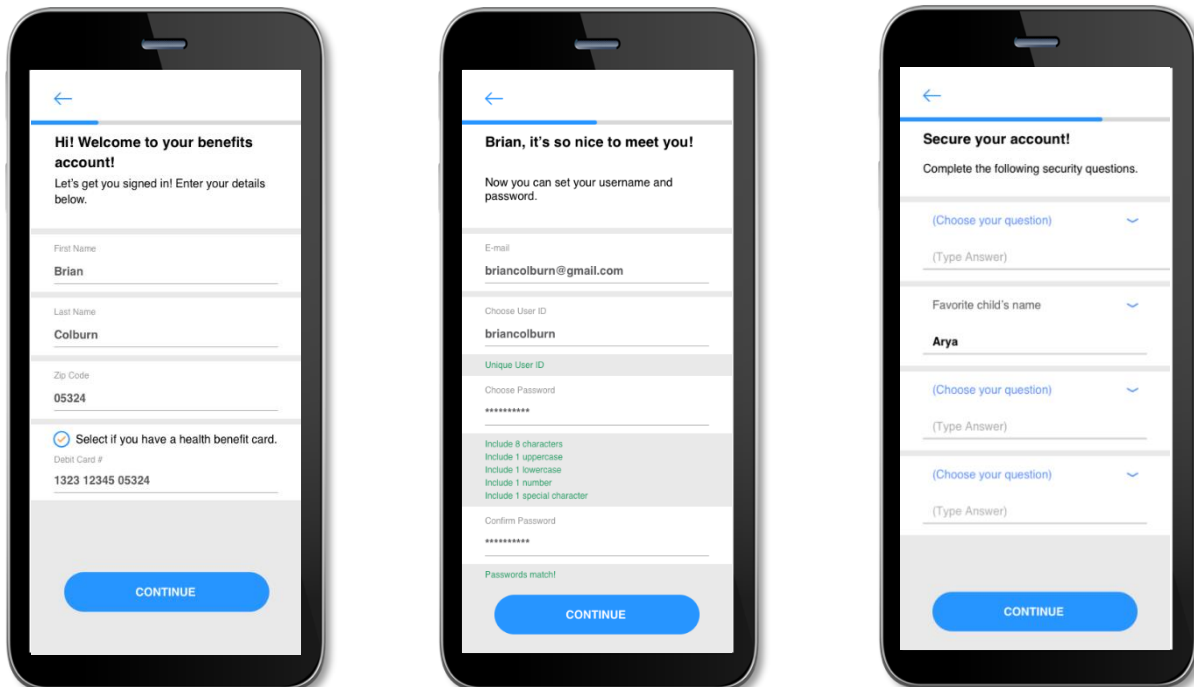 Hi! Welcome to your benefits
account!
Let's get you signed in! Enter your details
below.
First Name
Brian
Last Name
Colburn
Zip Code
05324
Select if you have a health benefit card.
Debit Card #
1323 12345 05324
CONTINUE
Brian, it's so nice to meet you!
Now you can set your username and
password.
E-mail
briancolburn@gmail.com
Choose User ID
briancolburn
Unique User ID
Choose Password
**********
Include 8 characters
Include 1 uppercase
Include 1 lowercase
Include 1 number
Include 1 special character
Confirm Password
**********
Passwords match!
CONTINUE
Secure your account!
Complete the following security questions.
(Choose your question)
(Type Answer)
Favorite child's name
Arya
(Choose your question)
(Type Answer)
(Choose your question)
(Type Answer)
CONTINUE